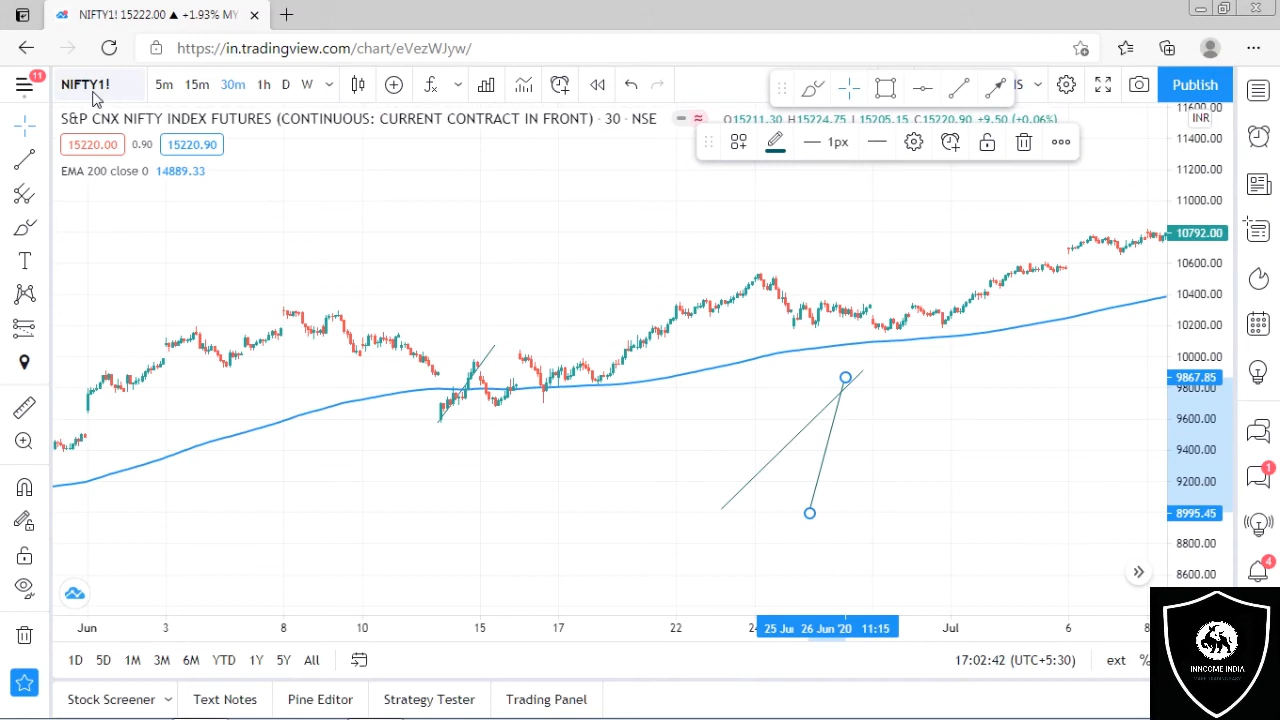 NIFTY1! 15222.00 ▲ +1.93% MY
https://in.tradingview.com/chart/eVezWJyw/
11
NIFTY1!
5m 15m 30m 1h D W
Publish
S&P CNX NIFTY INDEX FUTURES (CONTINUOUS: CURRENT CONTRACT IN FRONT) · 30 · NSE
O15211.30 H15224.75 L15205.15 C15220.90 +9.50 (+0.06%)
INR
15220.00 0.90 15220.90
1px
EMA 200 close 0 14889.33
11600.00
11400.00
11200.00
11000.00
10792.00
10600.00
10400.00
10200.00
10000.00
9867.85
9800.00
9600.00
9400.00
9200.00
8995.45
8800.00
8600.00
1
4
Jun 3 8 10 15 17 22 25 Ju 26 Jun '20 11:15 Jul 6 8
1D 5D 1M 3M 6M YTD 1Y 5Y All
17:02:42 (UTC+5:30) ext %
Stock Screener Text Notes Pine Editor Strategy Tester Trading Panel
INNCOME INDIA